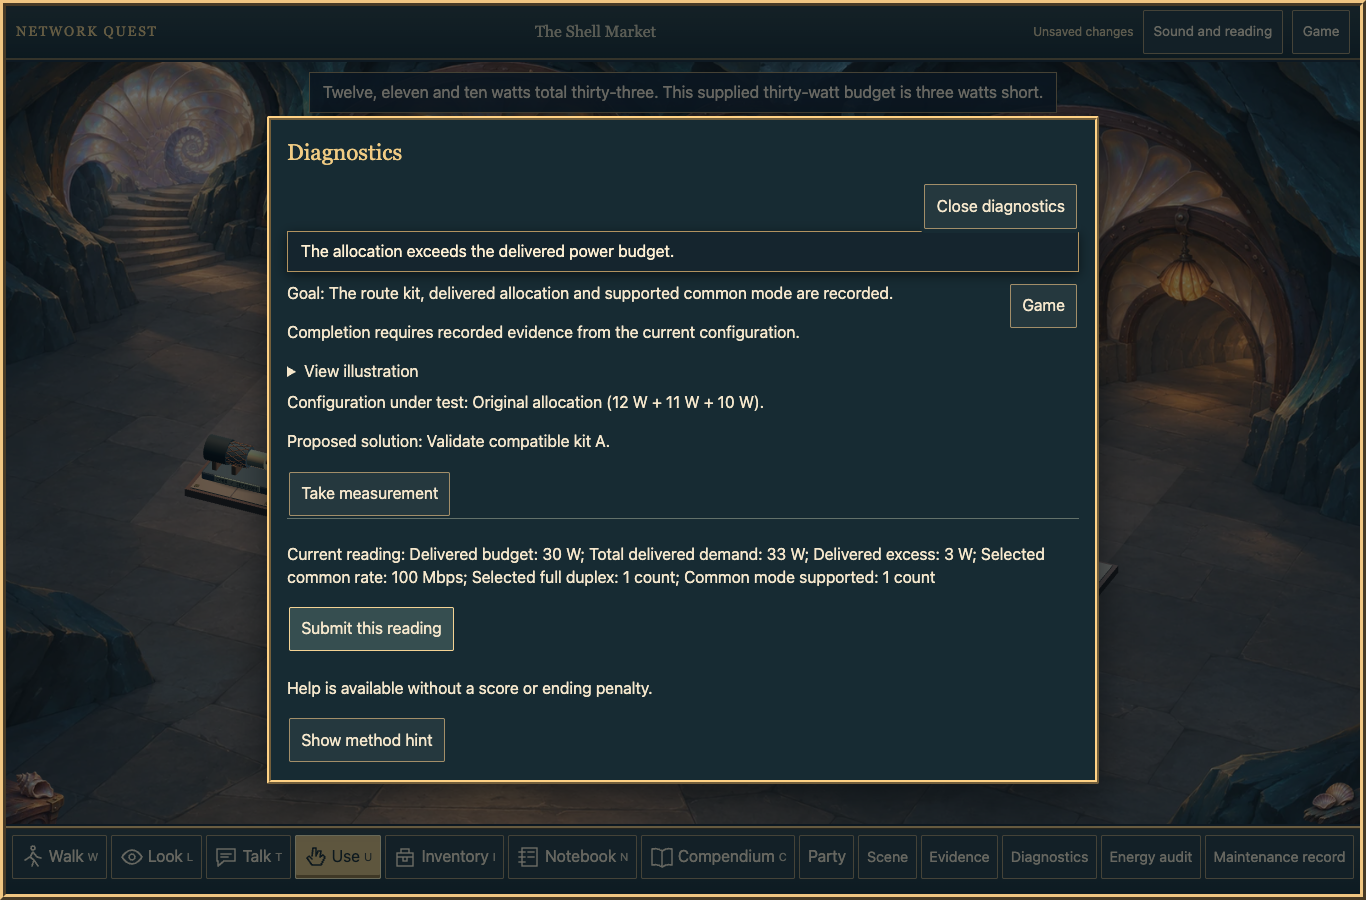 NETWORK QUEST
The Shell Market
Unsaved changes
Sound and reading
Game
Twelve, eleven and ten watts total thirty-three. This supplied thirty-watt budget is three watts short.
Diagnostics
Close diagnostics
The allocation exceeds the delivered power budget.
Goal: The route kit, delivered allocation and supported common mode are recorded.
Game
Completion requires recorded evidence from the current configuration.
View illustration
Configuration under test: Original allocation (12 W + 11 W + 10 W).
Proposed solution: Validate compatible kit A.
Take measurement
Current reading: Delivered budget: 30 W; Total delivered demand: 33 W; Delivered excess: 3 W; Selected
common rate: 100 Mbps; Selected full duplex: 1 count; Common mode supported: 1 count
Submit this reading
Help is available without a score or ending penalty.
Show method hint
Walk W
Look L
Talk T
Use U
Inventory I
Notebook N
Compendium C
Party
Scene
Evidence
Diagnostics
Energy audit
Maintenance record